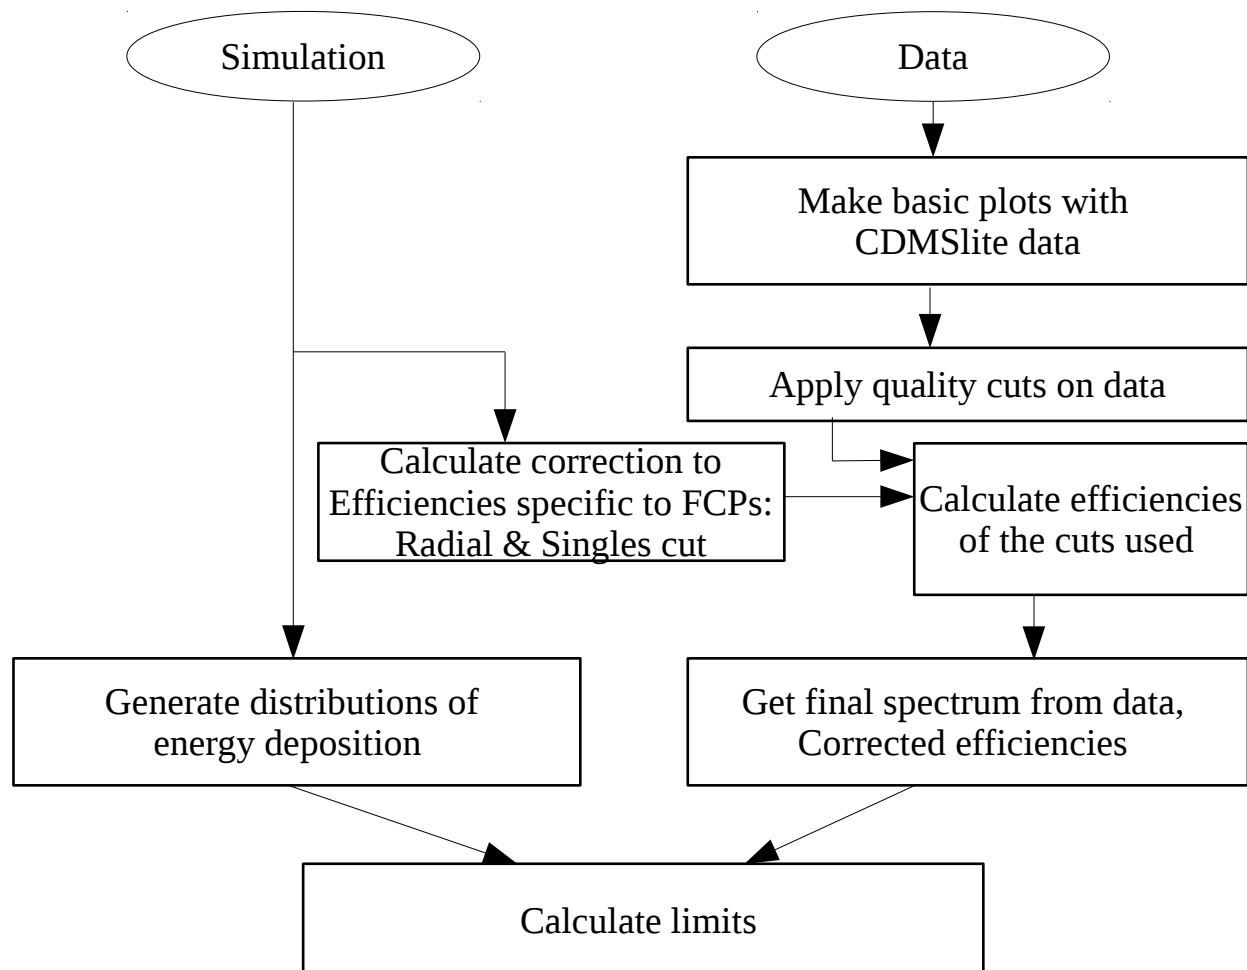 Simulation
Data
Make basic plots with
CDMSlite data
Apply quality cuts on data
Calculate correction to
Efficiencies specific to FCPs:
Radial & Singles cut
Calculate efficiencies
of the cuts used
Generate distributions of
energy deposition
Get final spectrum from data,
Corrected efficiencies
Calculate limits